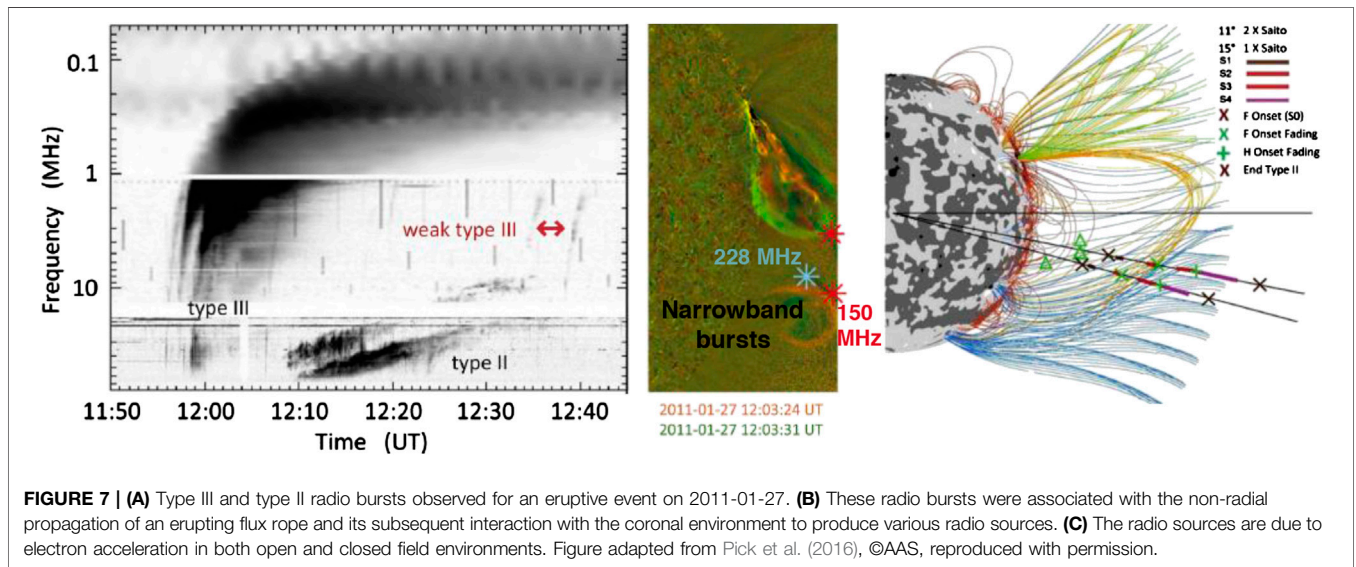 0.1
1
10
Frequency (MHz)
weak type III
type III
type II
11:50 12:00 12:10 12:20 12:30 12:40
Time (UT)
228 MHz
Narrowband
bursts
150
MHz
2011-01-27 12:03:24 UT
2011-01-27 12:03:31 UT
11° 2 X Saito
15° 1 X Saito
S1
S2
S3
S4
X F Onset (S0)
X F Onset Fading
+ H Onset Fading
X End Type II
FIGURE 7 | (A) Type III and type II radio bursts observed for an eruptive event on 2011-01-27. (B) These radio bursts were associated with the non-radial
propagation of an erupting flux rope and its subsequent interaction with the coronal environment to produce various radio sources. (C) The radio sources are due to
electron acceleration in both open and closed field environments. Figure adapted from Pick et al. (2016), ©AAS, reproduced with permission.